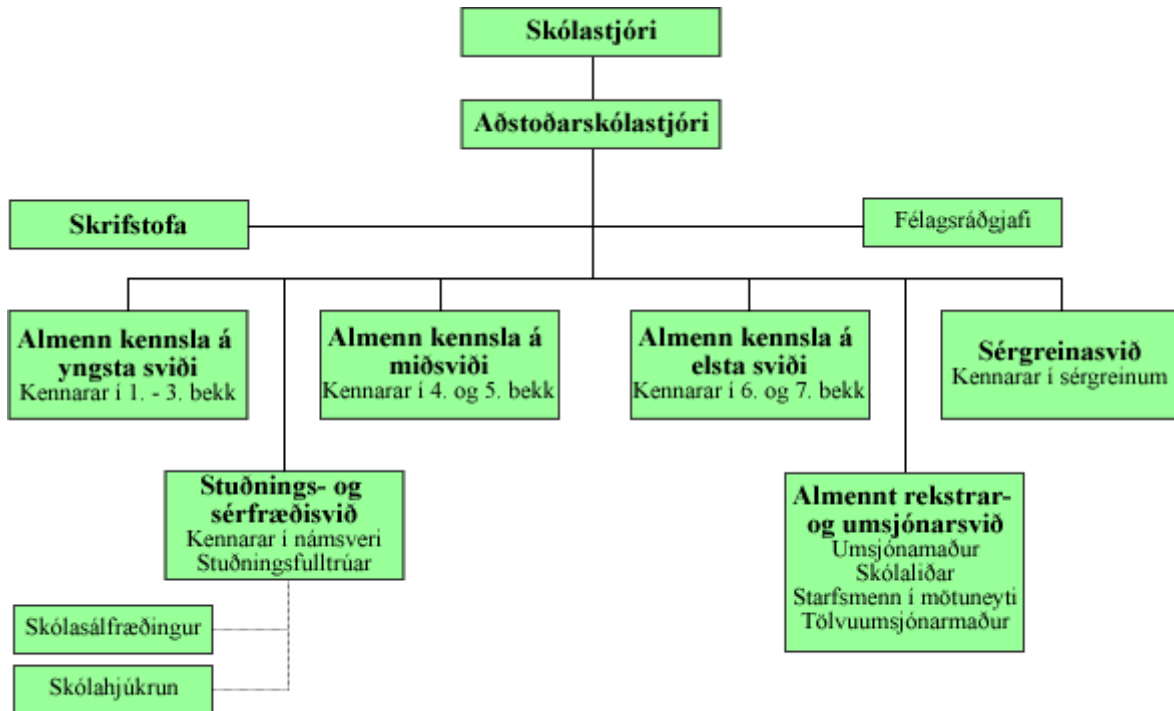 Skólastjóri
Aðstoðarskólastjóri
Skrifstofa
Félagsráðgjafi
Almenn kennsla á
yngsta sviði
Kennarar í 1. - 3. bekk
Almenn kennsla á
miðsviði
Kennarar í 4. og 5. bekk
Almenn kennsla á
elsta sviði
Kennarar í 6. og 7. bekk
Sérgreinasvið
Kennarar í sérgreinum
Stuðnings- og
sérfræðisvið
Kennarar í námsveri
Stuðningsfulltrúar
Almennt rekstrar-
og umsjónarsvið
Umsjónamaður
Skólaliðar
Starfsmenn í mötuneyti
Tölvuumsjónarmaður
Skólasálfræðingur
Skólahjúkrun